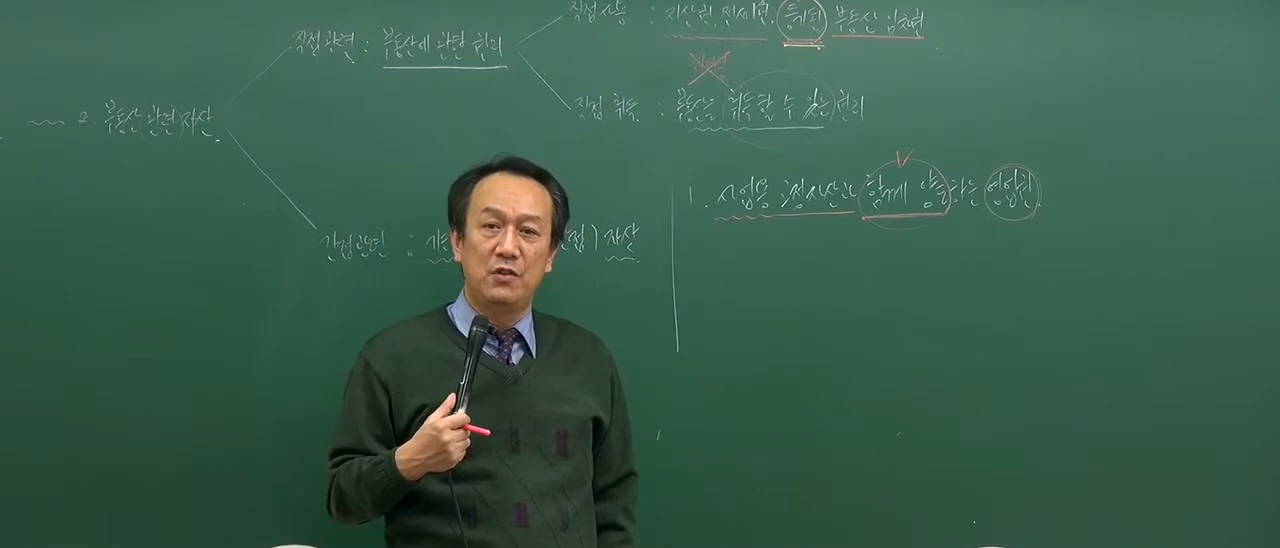 직접사용 : 지상권, 전세권, 등기된 부동산 임차권
직접관련 : 부동산에 관한 권리
직접 취득 : 부동산을 취득할 수 있는 권리
2. 부동산 관련 자산
1. 사업용 고정자산과 함께 양도하는 영업권
간접관련 : 기타 자산